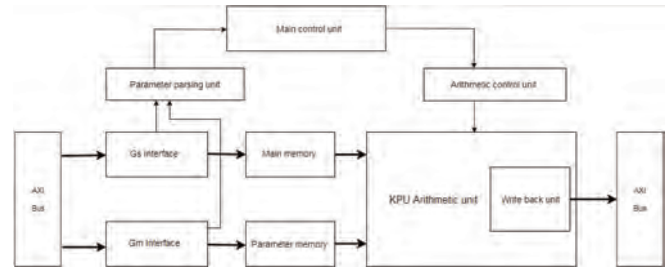 Main control unit
Parameter parsing unit
Arithmetic control unit
AXI
Bus
Gs interface
Main memory
KPU Arithmetic unit
Write back unit
AXI
Bus
Gm Interface
Parameter memory